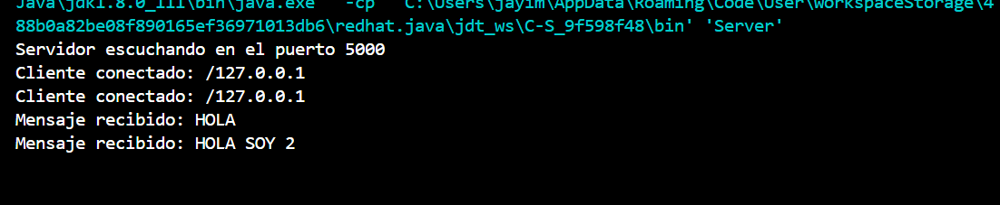 Java\jdk1.8.0_111\bin\java.exe' '-cp' 'C:\Users\jayim\AppData\Roaming\Code\User\workspaceStorage\4
88b0a82be08f890165ef36971013db6\redhat.java\jdt_ws\C-S_9f598f48\bin' 'Server'
Servidor escuchando en el puerto 5000
Cliente conectado: /127.0.0.1
Cliente conectado: /127.0.0.1
Mensaje recibido: HOLA
Mensaje recibido: HOLA SOY 2